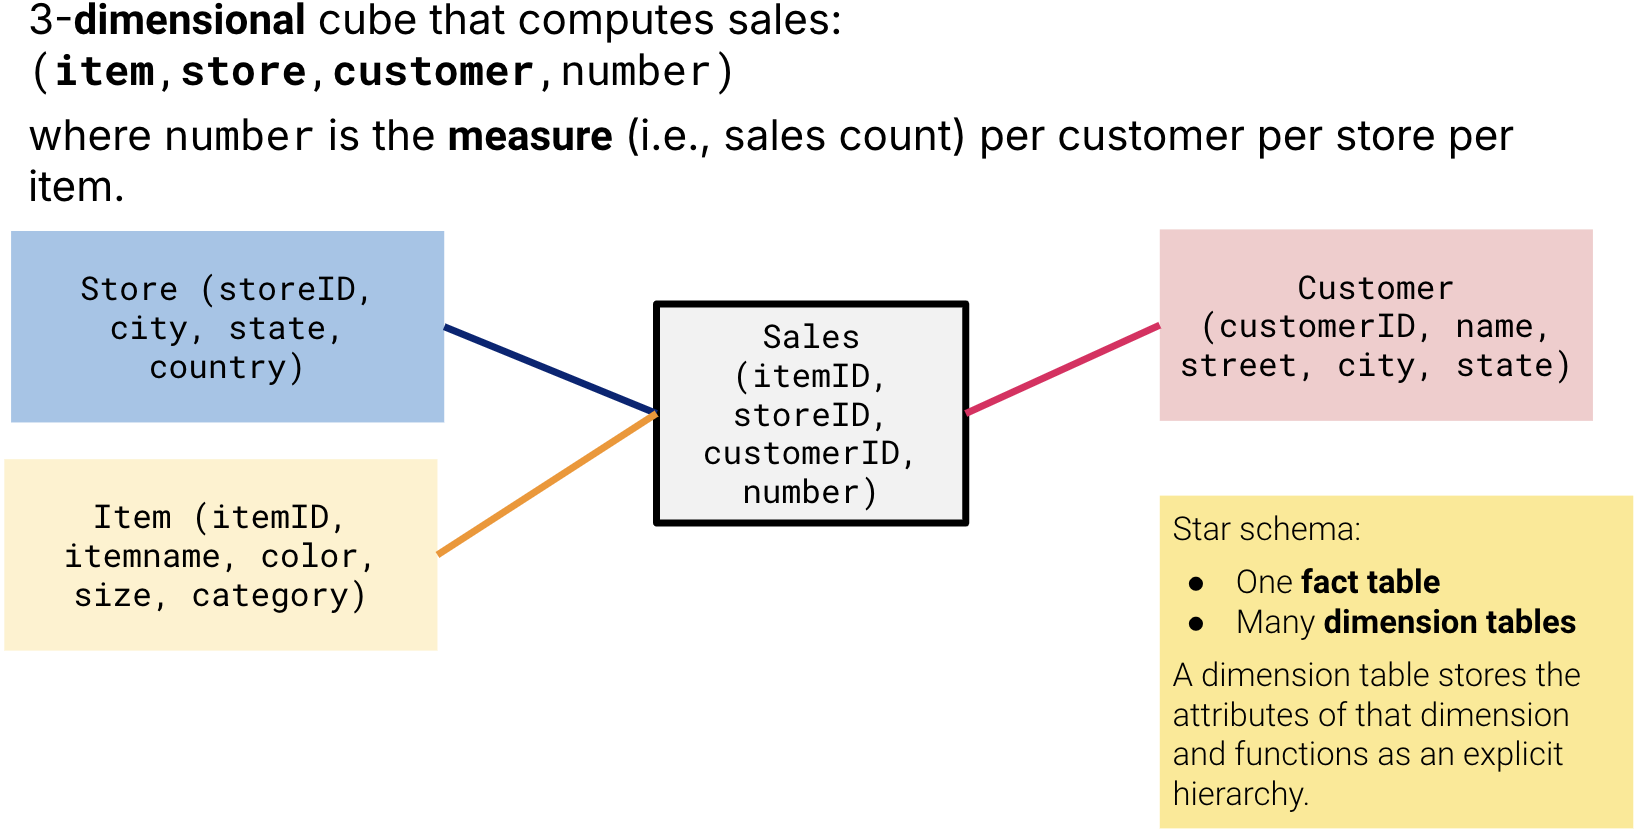 3-dimensional cube that computes sales:
(item,store,customer,number)
where number is the measure (i.e., sales count) per customer per store per
item.
Store (storeID,
city, state,
country)
Item (itemID,
itemname, color,
size, category)
Sales
(itemID,
storeID,
customerID,
number)
Customer
(customerID, name,
street, city, state)
Star schema:
● One fact table
● Many dimension tables
A dimension table stores the
attributes of that dimension
and functions as an explicit
hierarchy.